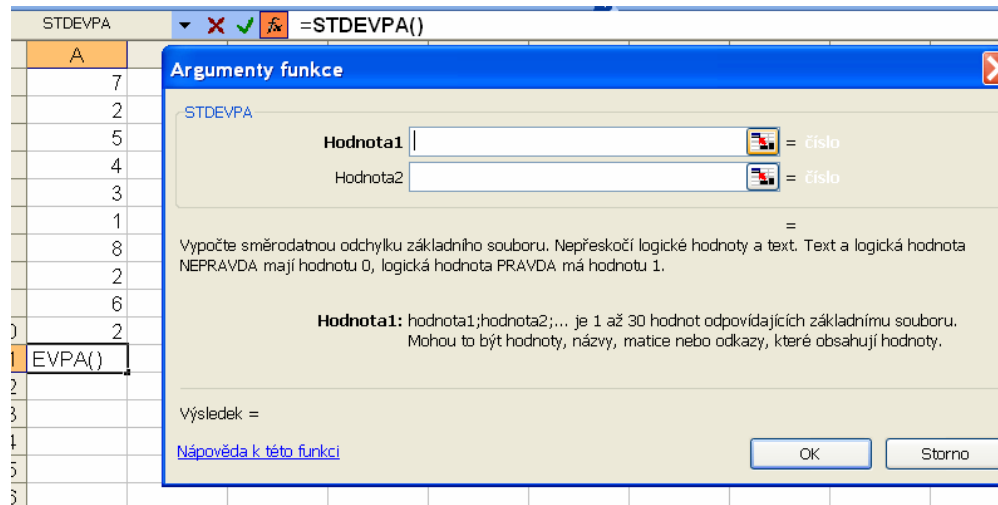 STDEVPA =STDEVPA()
A
7
2
5
4
3
1
8
2
6
2
EVPA()
Argumenty funkce
STDEVPA
Hodnota1 = číslo
Hodnota2 = číslo
=
Vypočte směrodatnou odchylku základního souboru. Nepřeskočí logické hodnoty a text. Text a logická hodnota
NEPRAVDA mají hodnotu 0, logická hodnota PRAVDA má hodnotu 1.
Hodnota1: hodnota1;hodnota2;... je 1 až 30 hodnot odpovídajících základnímu souboru.
Mohou to být hodnoty, názvy, matice nebo odkazy, které obsahují hodnoty.
Výsledek =
Nápověda k této funkci
OK Storno